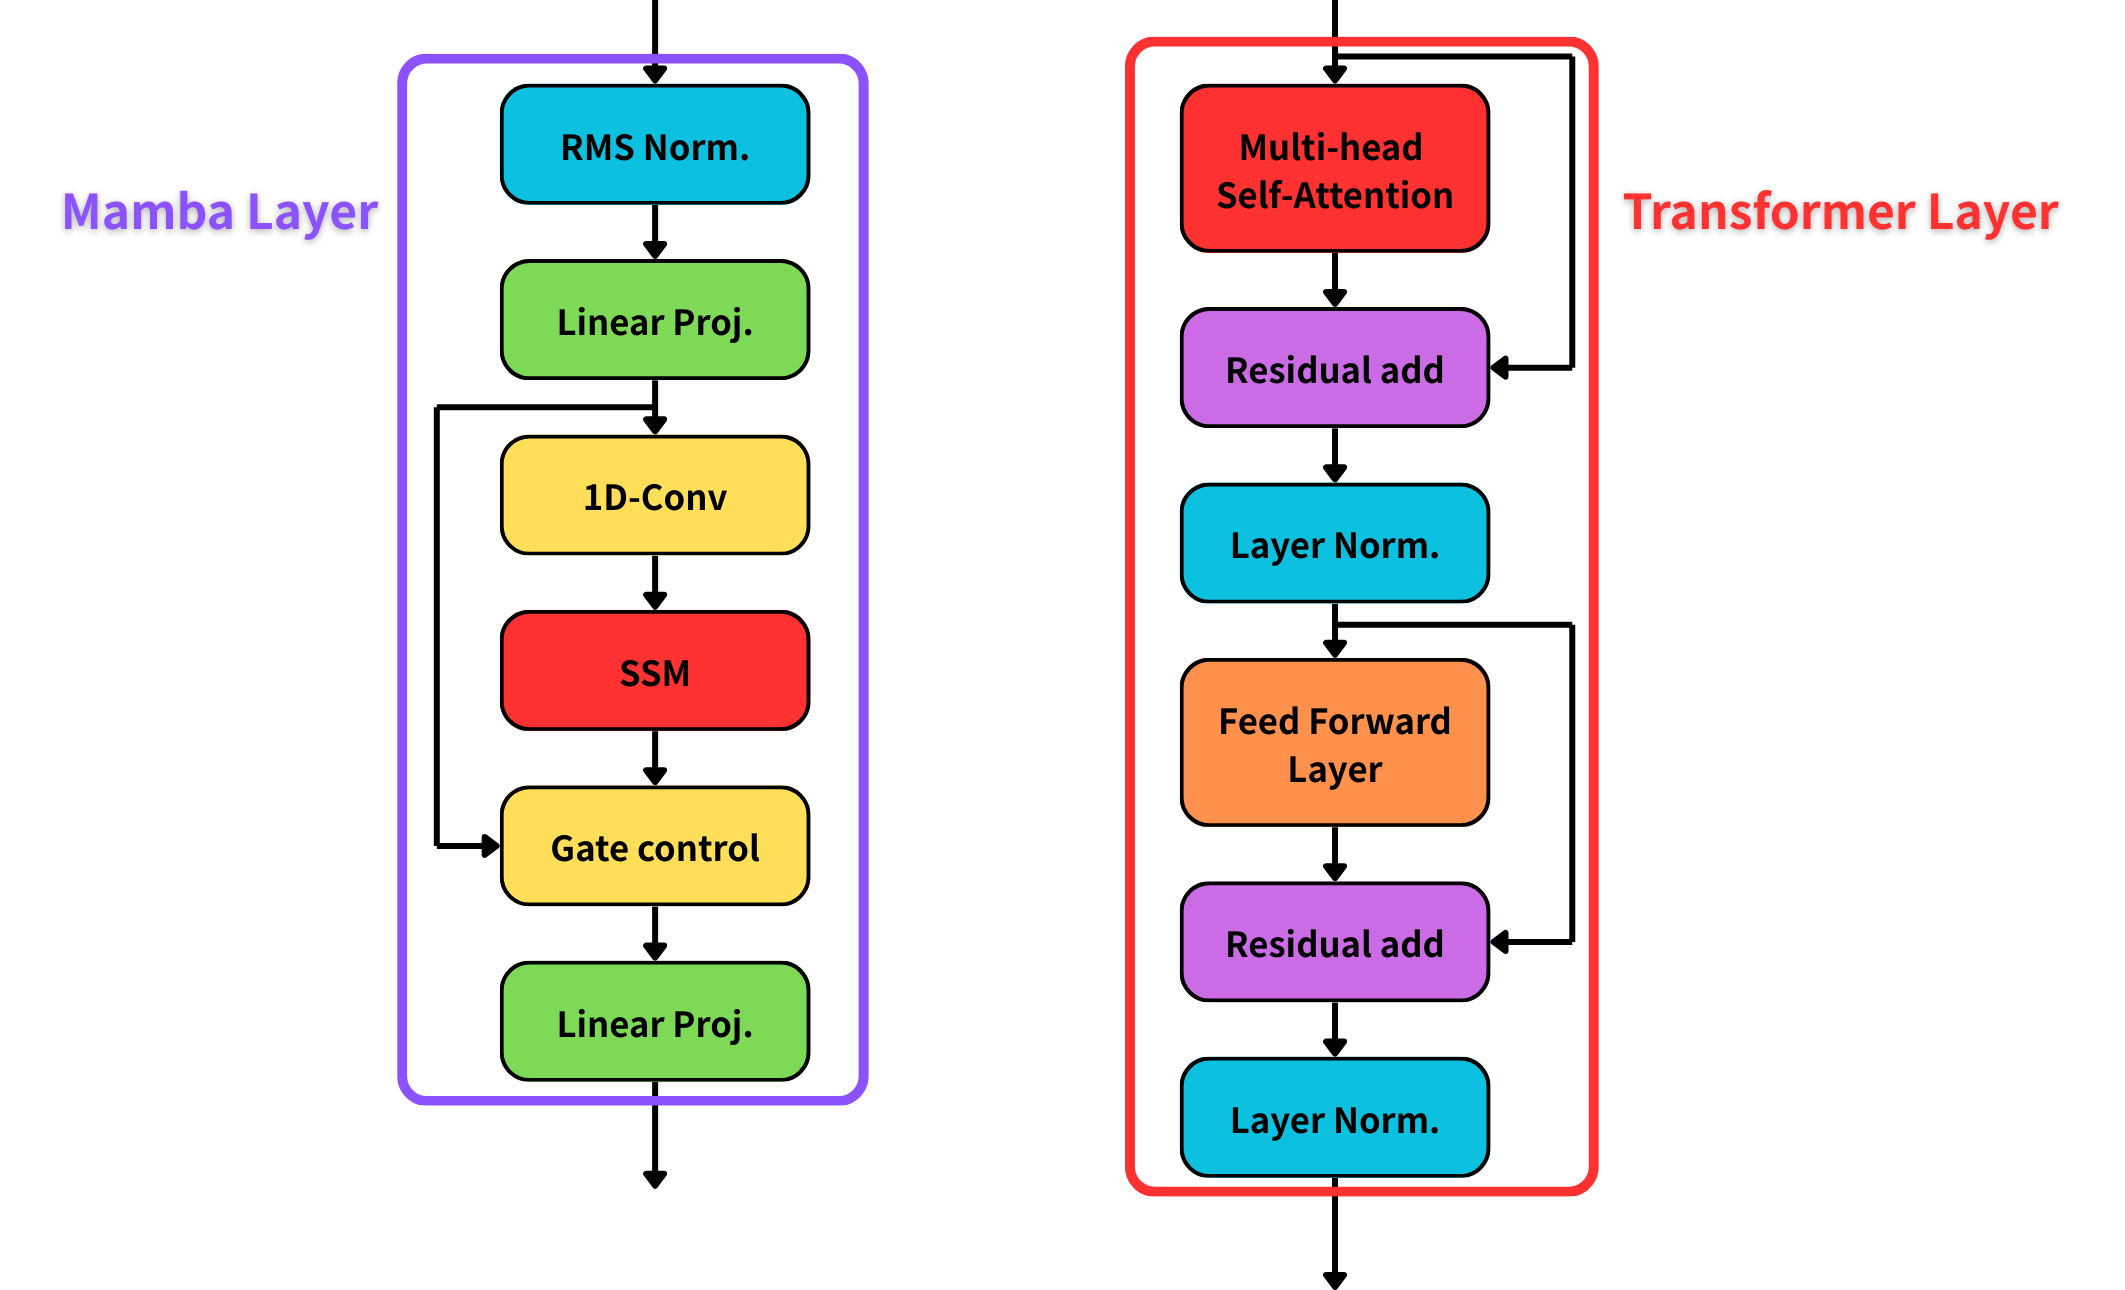 Mamba Layer
RMS Norm.
Linear Proj.
1D-Conv
SSM
Gate control
Linear Proj.
Transformer Layer
Multi-head
Self-Attention
Residual add
Layer Norm.
Feed Forward
Layer
Residual add
Layer Norm.